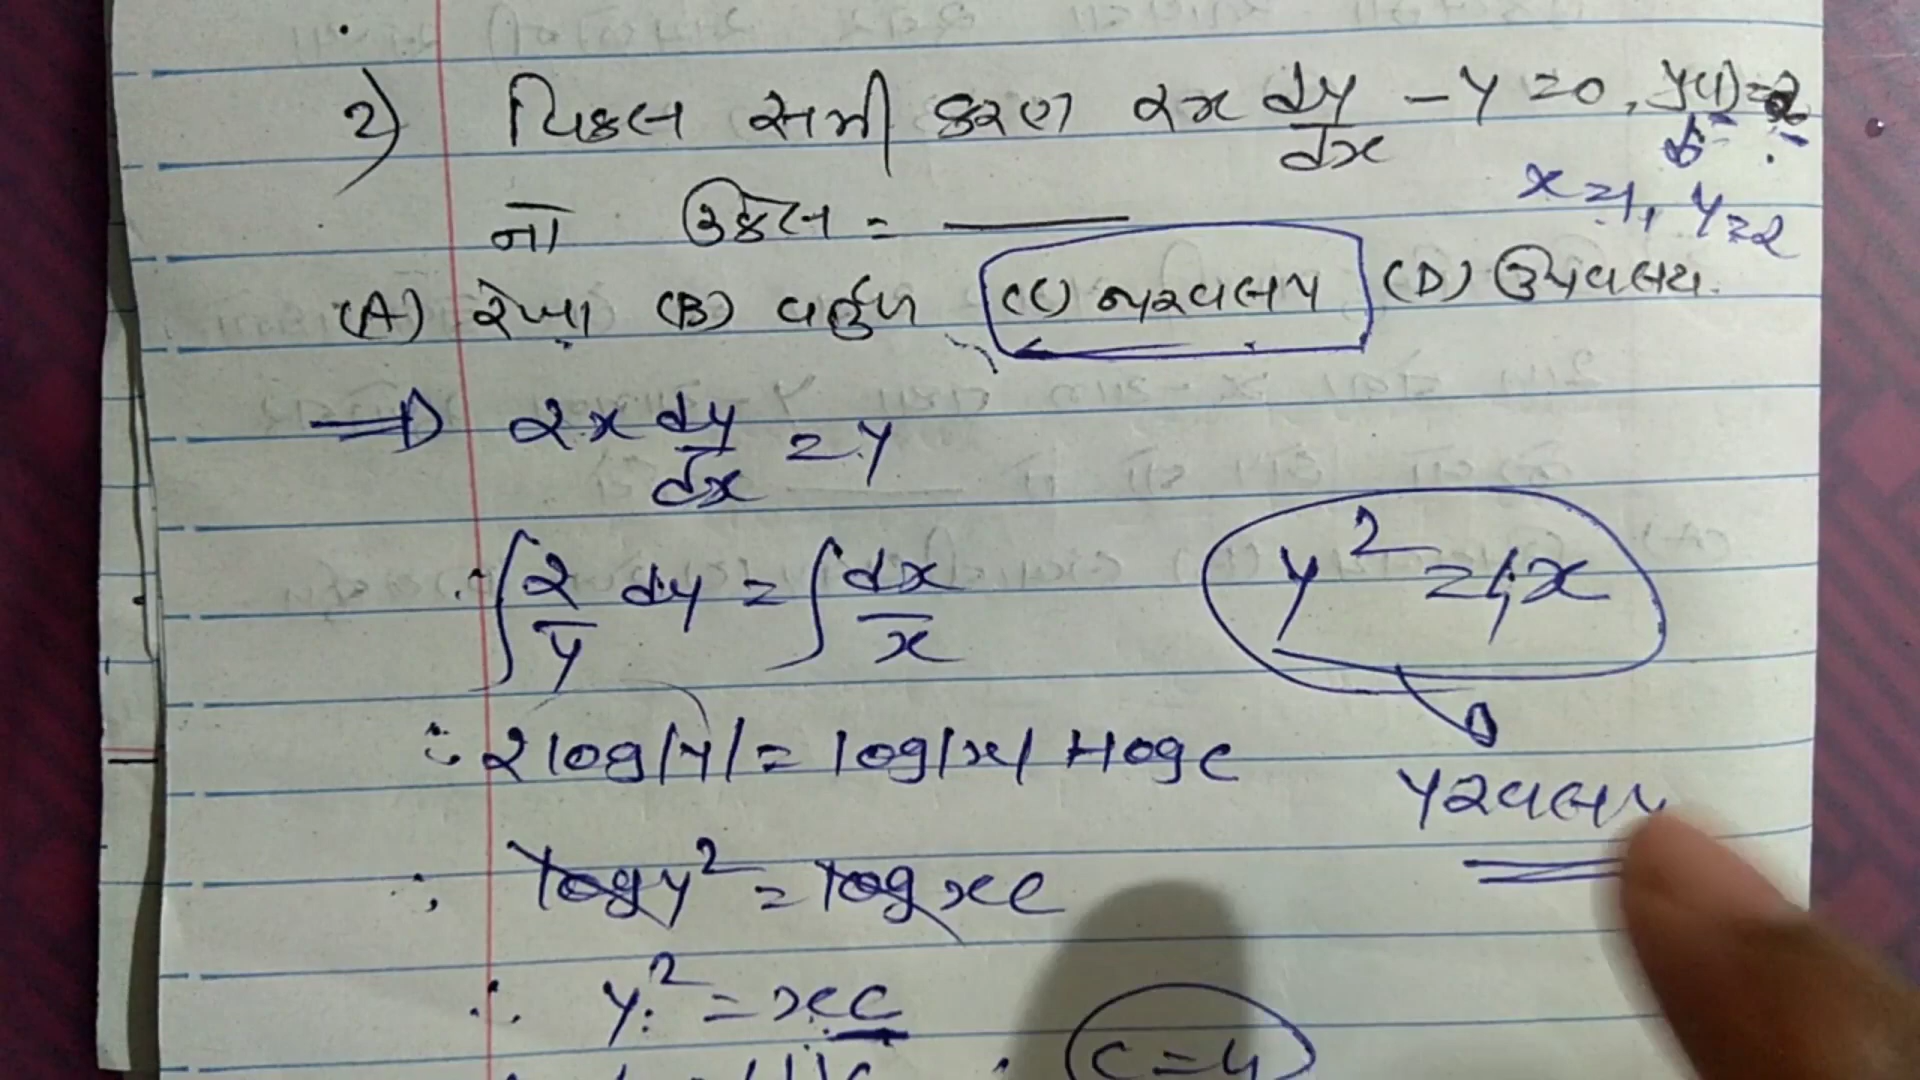 2) વિકલ સમી કરણ 2x dy/dx - y = 0, y(1) = 2
x = 1, y = 2
નો ઉકેલ = ______
(A) રેખા (B) વર્તુળ (C) પરવલય (D) ઉપવલય.
⇒ 2x dy/dx = y
∴ ∫ 2/y dy = ∫ dx/x
y² = 4x
∴ 2 log|y| = log|x| + log c
પરવલય
∴ log y² = log xc
∴ y² = xc
c = 4